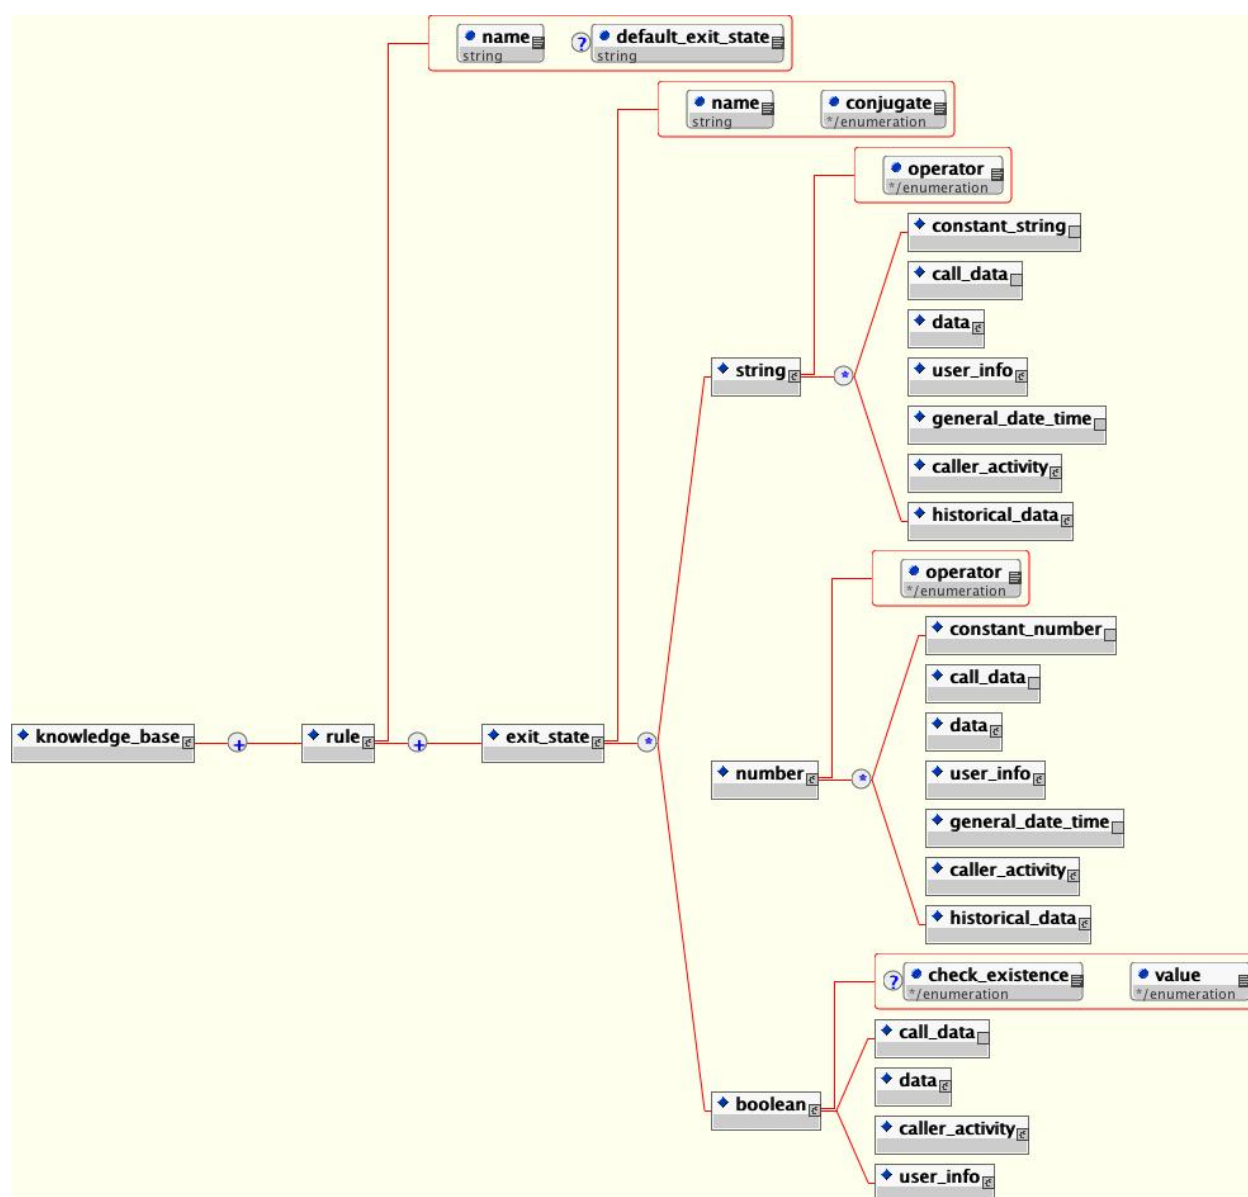 name ? default_exit_state
string string
name conjugate
string */enumeration
operator
*/enumeration
constant_string
call_data
data
string *
user_info
general_date_time
caller_activity
historical_data
operator
*/enumeration
constant_number
call_data
data
knowledge_base + rule + exit_state *
number *
user_info
general_date_time
caller_activity
historical_data
? check_existence value
*/enumeration */enumeration
call_data
data
boolean
caller_activity
user_info